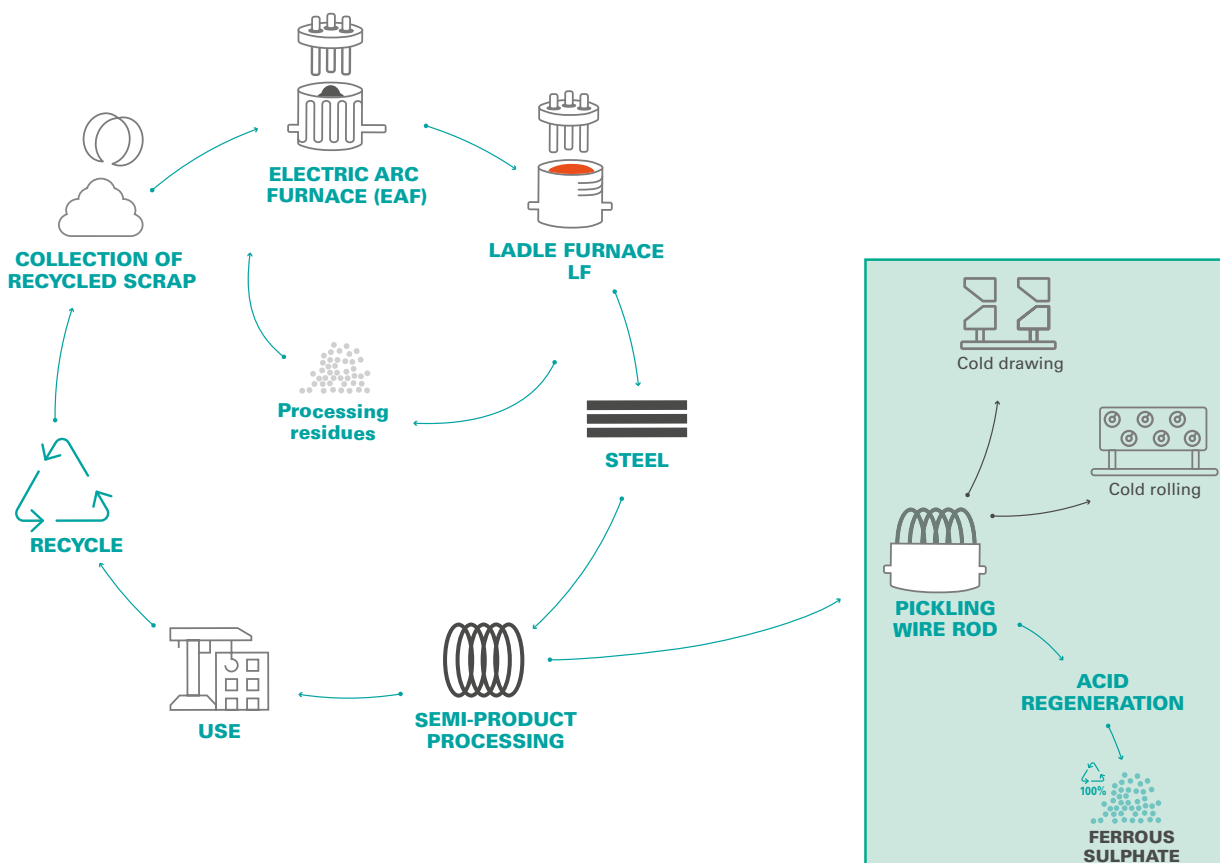 ELECTRIC ARC
FURNACE (EAF)
LADLE FURNACE
LF
COLLECTION OF
RECYCLED SCRAP
Processing
residues
STEEL
RECYCLE
USE
SEMI-PRODUCT
PROCESSING
Cold drawing
Cold rolling
PICKLING
WIRE ROD
ACID
REGENERATION
100%
FERROUS
SULPHATE